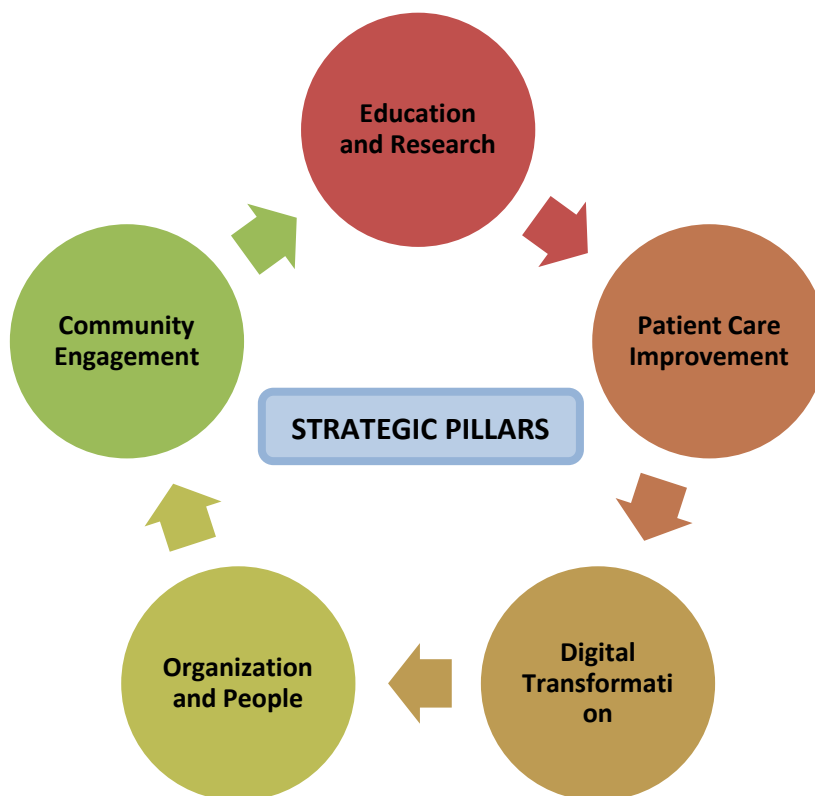 Education
and Research
Patient Care
Improvement
Digital
Transformati
on
Organization
and People
Community
Engagement
STRATEGIC PILLARS